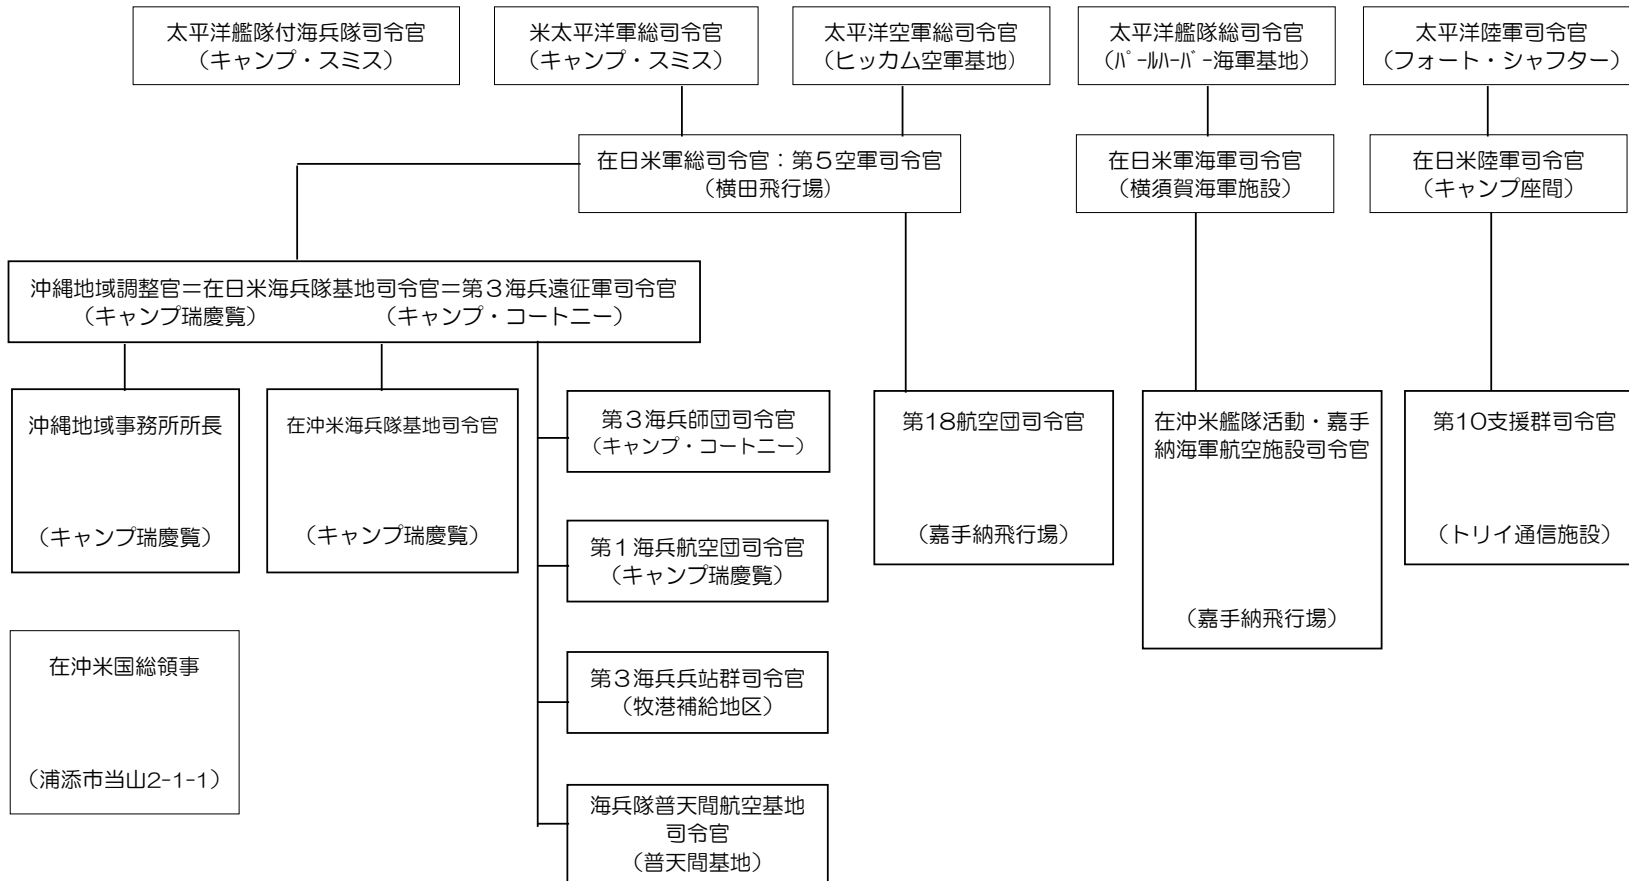 太平洋艦隊付海兵隊司令官
（キャンプ・スミス）
米太平洋軍総司令官
（キャンプ・スミス）
太平洋空軍総司令官
（ヒッカム空軍基地）
太平洋艦隊総司令官
（ﾊﾟｰﾙﾊｰﾊﾞｰ海軍基地）
太平洋陸軍司令官
（フォート・シャフター）
在日米軍総司令官：第５空軍司令官
（横田飛行場）
在日米軍海軍司令官
（横須賀海軍施設）
在日米陸軍司令官
（キャンプ座間）
沖縄地域調整官＝在日米海兵隊基地司令官＝第３海兵遠征軍司令官
（キャンプ瑞慶覧） （キャンプ・コートニー）
沖縄地域事務所所長
（キャンプ瑞慶覧）
在沖米海兵隊基地司令官
（キャンプ瑞慶覧）
第３海兵師団司令官
（キャンプ・コートニー）
第１海兵航空団司令官
（キャンプ瑞慶覧）
第３海兵兵站群司令官
（牧港補給地区）
海兵隊普天間航空基地
司令官
（普天間基地）
第18航空団司令官
（嘉手納飛行場）
在沖米艦隊活動・嘉手
納海軍航空施設司令官
（嘉手納飛行場）
第10支援群司令官
（トリイ通信施設）
在沖米国総領事
（浦添市当山2-1-1）